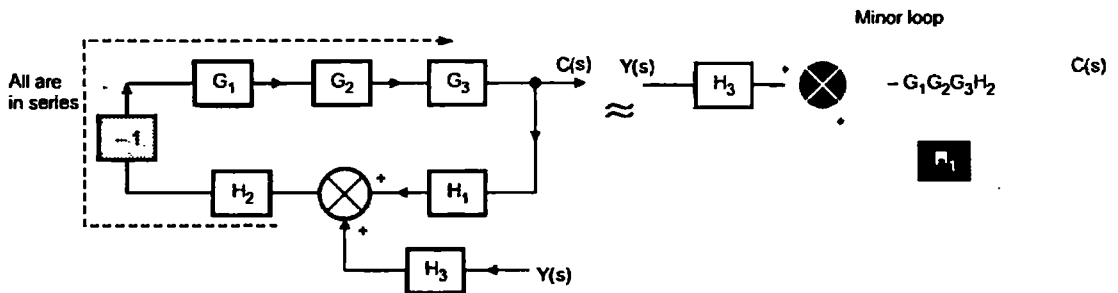 Minor loop
All are
in series
G₁
G₂
G₃
C(s)
Y(s)
H₃
+
- G₁G₂G₃H₂
C(s)
≈
- 1
H₂
+
H₁
+
H₃
Y(s)